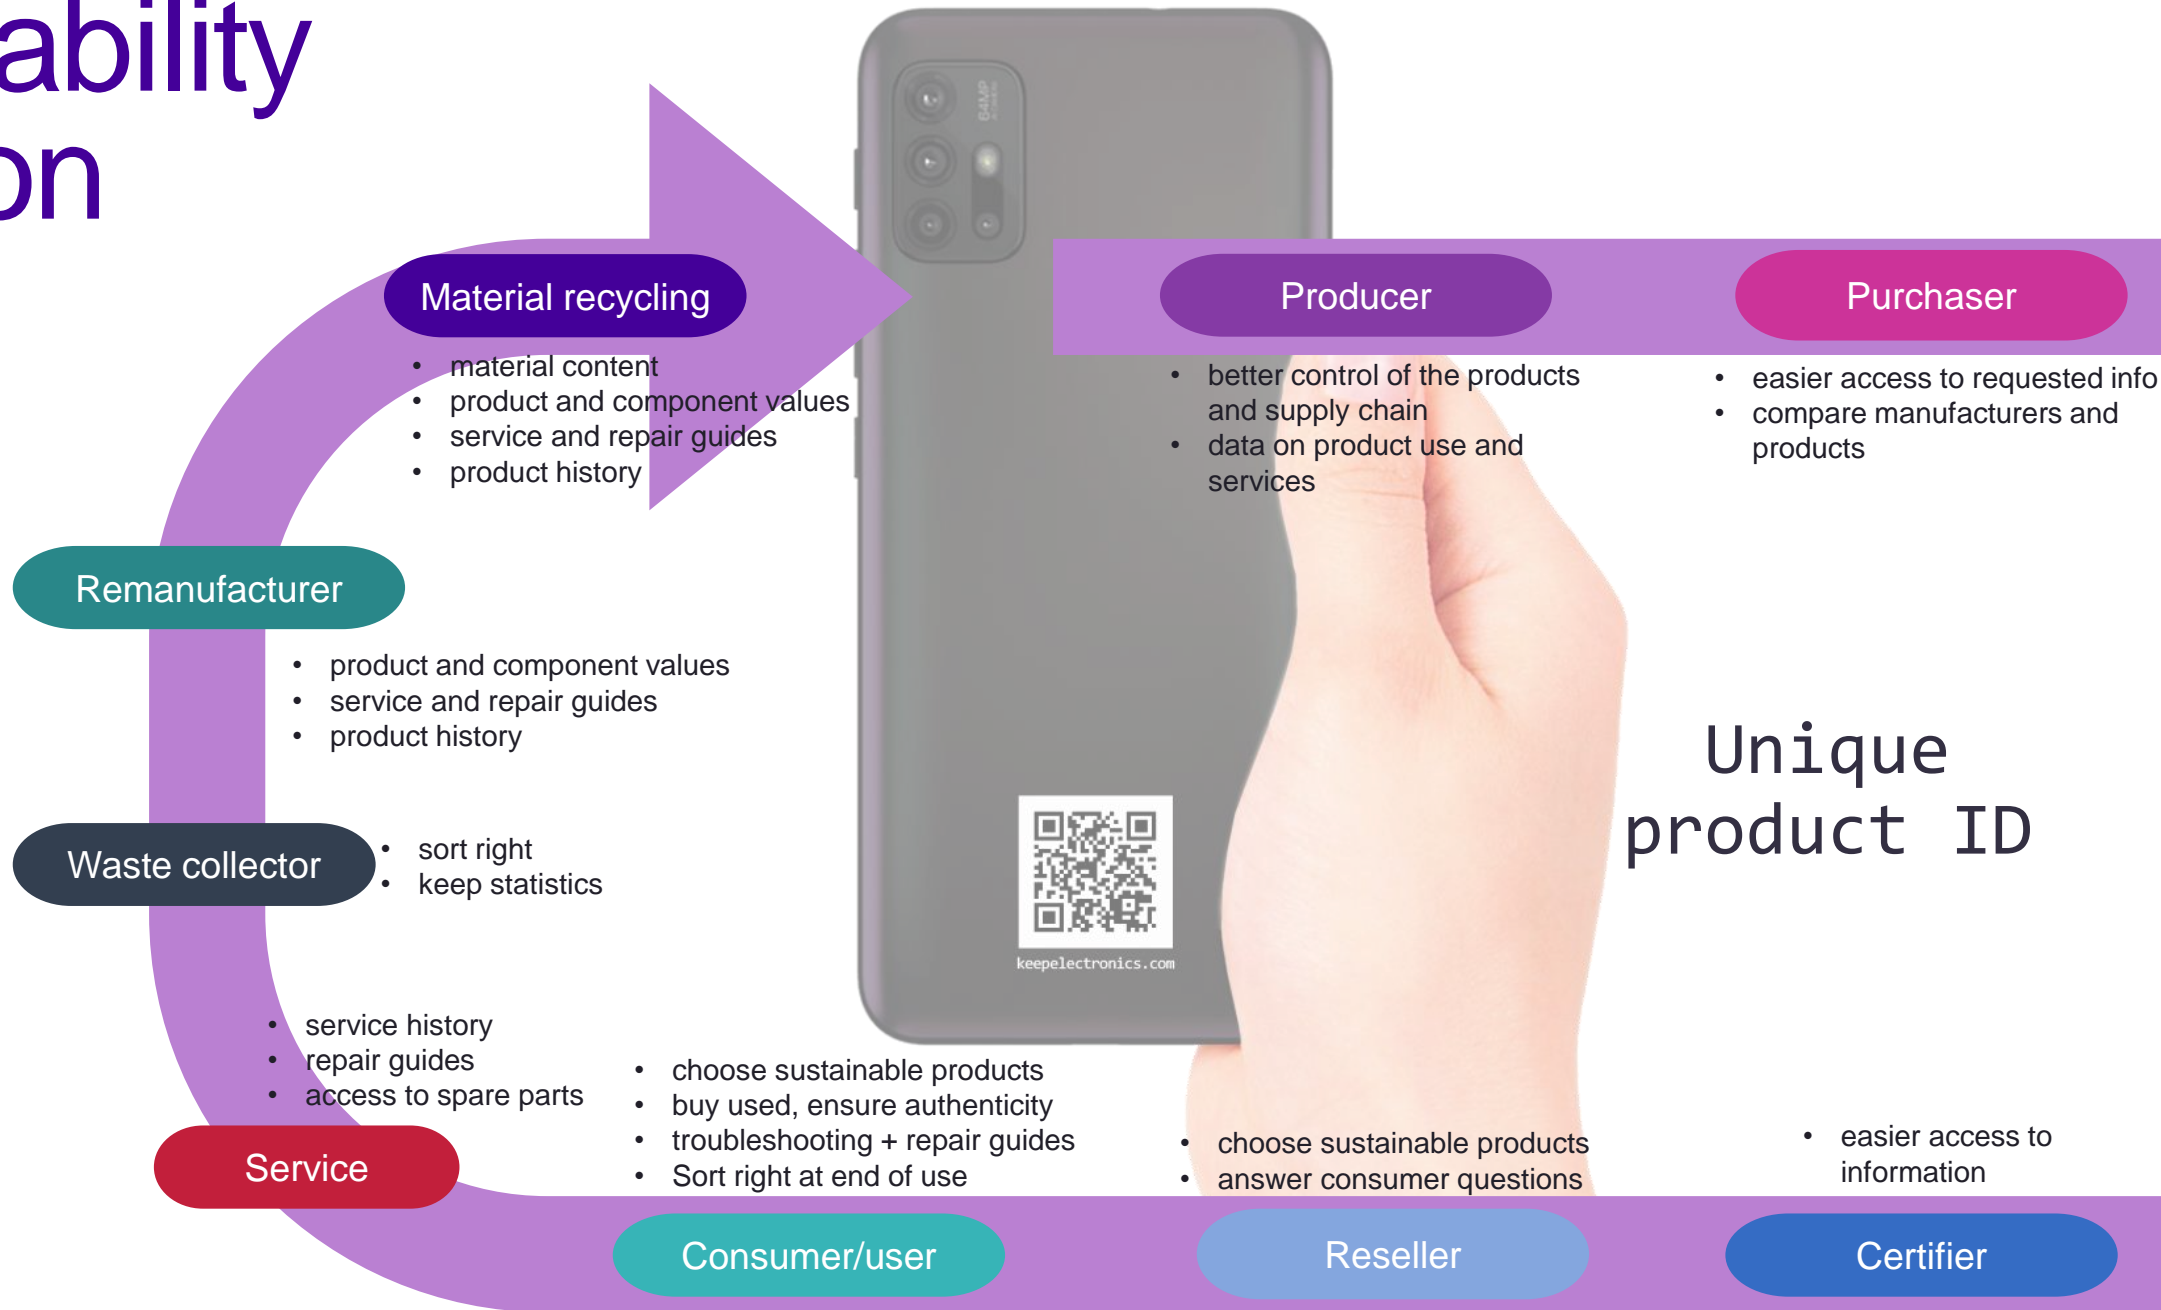 ability
on
64MP
Material recycling
• material content
• product and component values
• service and repair guides
• product history
Producer
• better control of the products
and supply chain
• data on product use and
services
Purchaser
• easier access to requested info
• compare manufacturers and
products
Remanufacturer
• product and component values
• service and repair guides
• product history
Unique
product ID
Waste collector
• sort right
• keep statistics
keepelectronics.com
• service history
• repair guides
• access to spare parts
Service
• choose sustainable products
• buy used, ensure authenticity
• troubleshooting + repair guides
• Sort right at end of use
Consumer/user
• choose sustainable products
• answer consumer questions
Reseller
• easier access to
information
Certifier